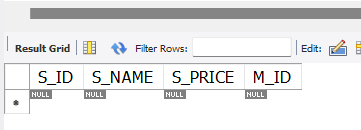 Result Grid Filter Rows: Edit:
S_ID S_NAME S_PRICE M_ID
* NULL NULL NULL NULL